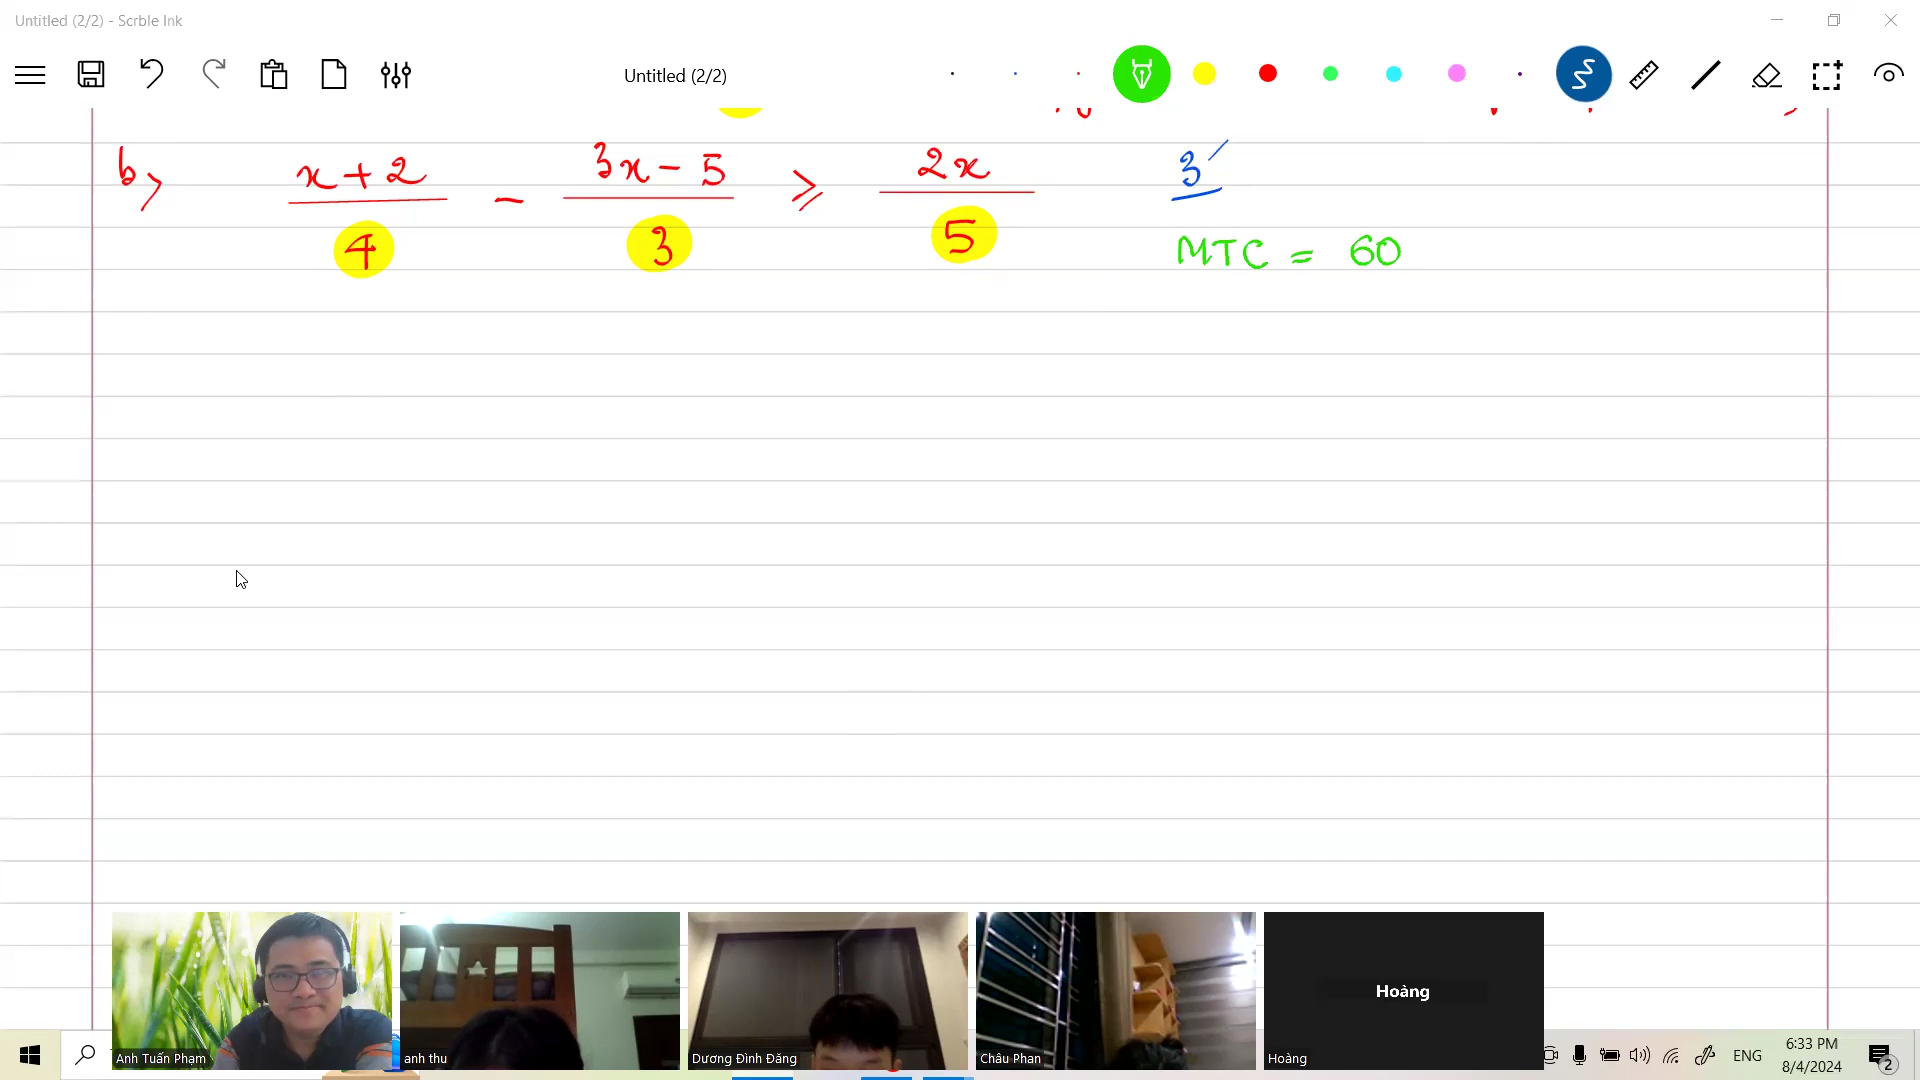 Untitled (2/2) - Scrble Ink
Untitled (2/2)
b) x+2/4 - 3x-5/3 ⩾ 2x/5
3'
MTC = 60
Anh Tuấn Phạm
anh thu
Dương Đình Đăng
Châu Phan
Hoàng
Hoàng
ENG
6:33 PM
8/4/2024
2